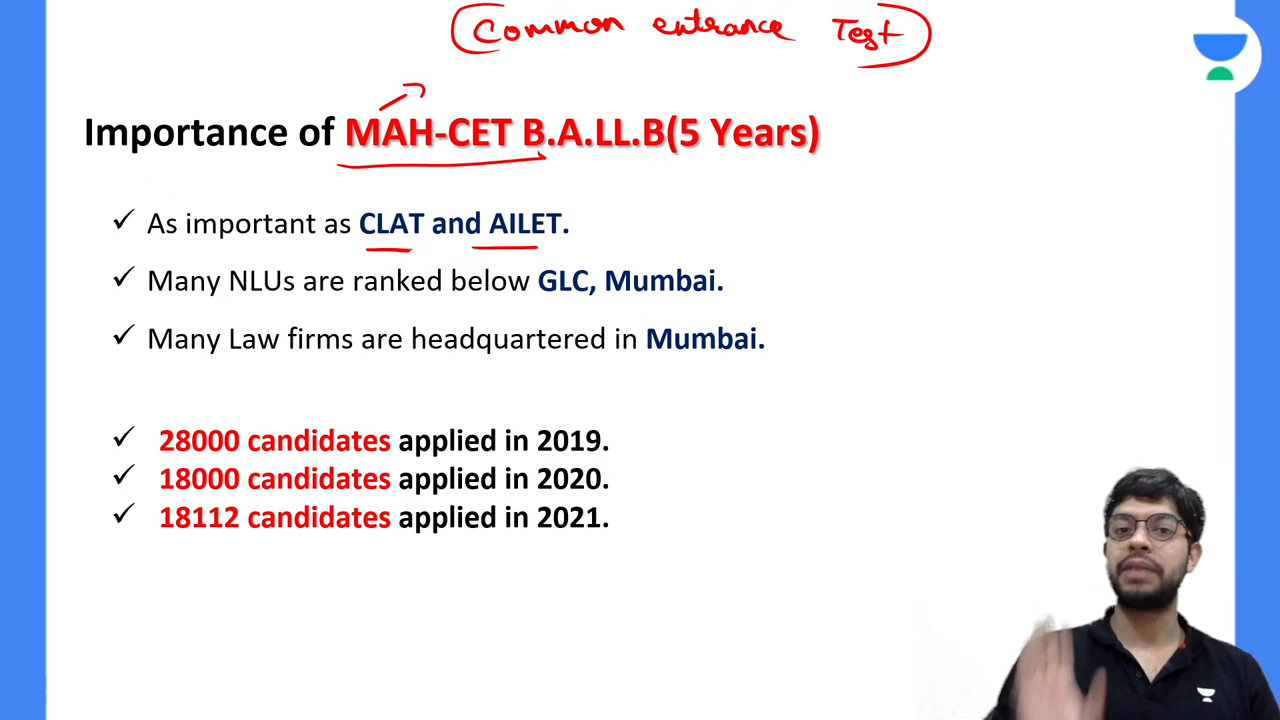 Common entrance Test
Importance of MAH-CET B.A.LL.B(5 Years)
✓ As important as CLAT and AILET.
✓ Many NLUs are ranked below GLC, Mumbai.
✓ Many Law firms are headquartered in Mumbai.
✓ 28000 candidates applied in 2019.
✓ 18000 candidates applied in 2020.
✓ 18112 candidates applied in 2021.